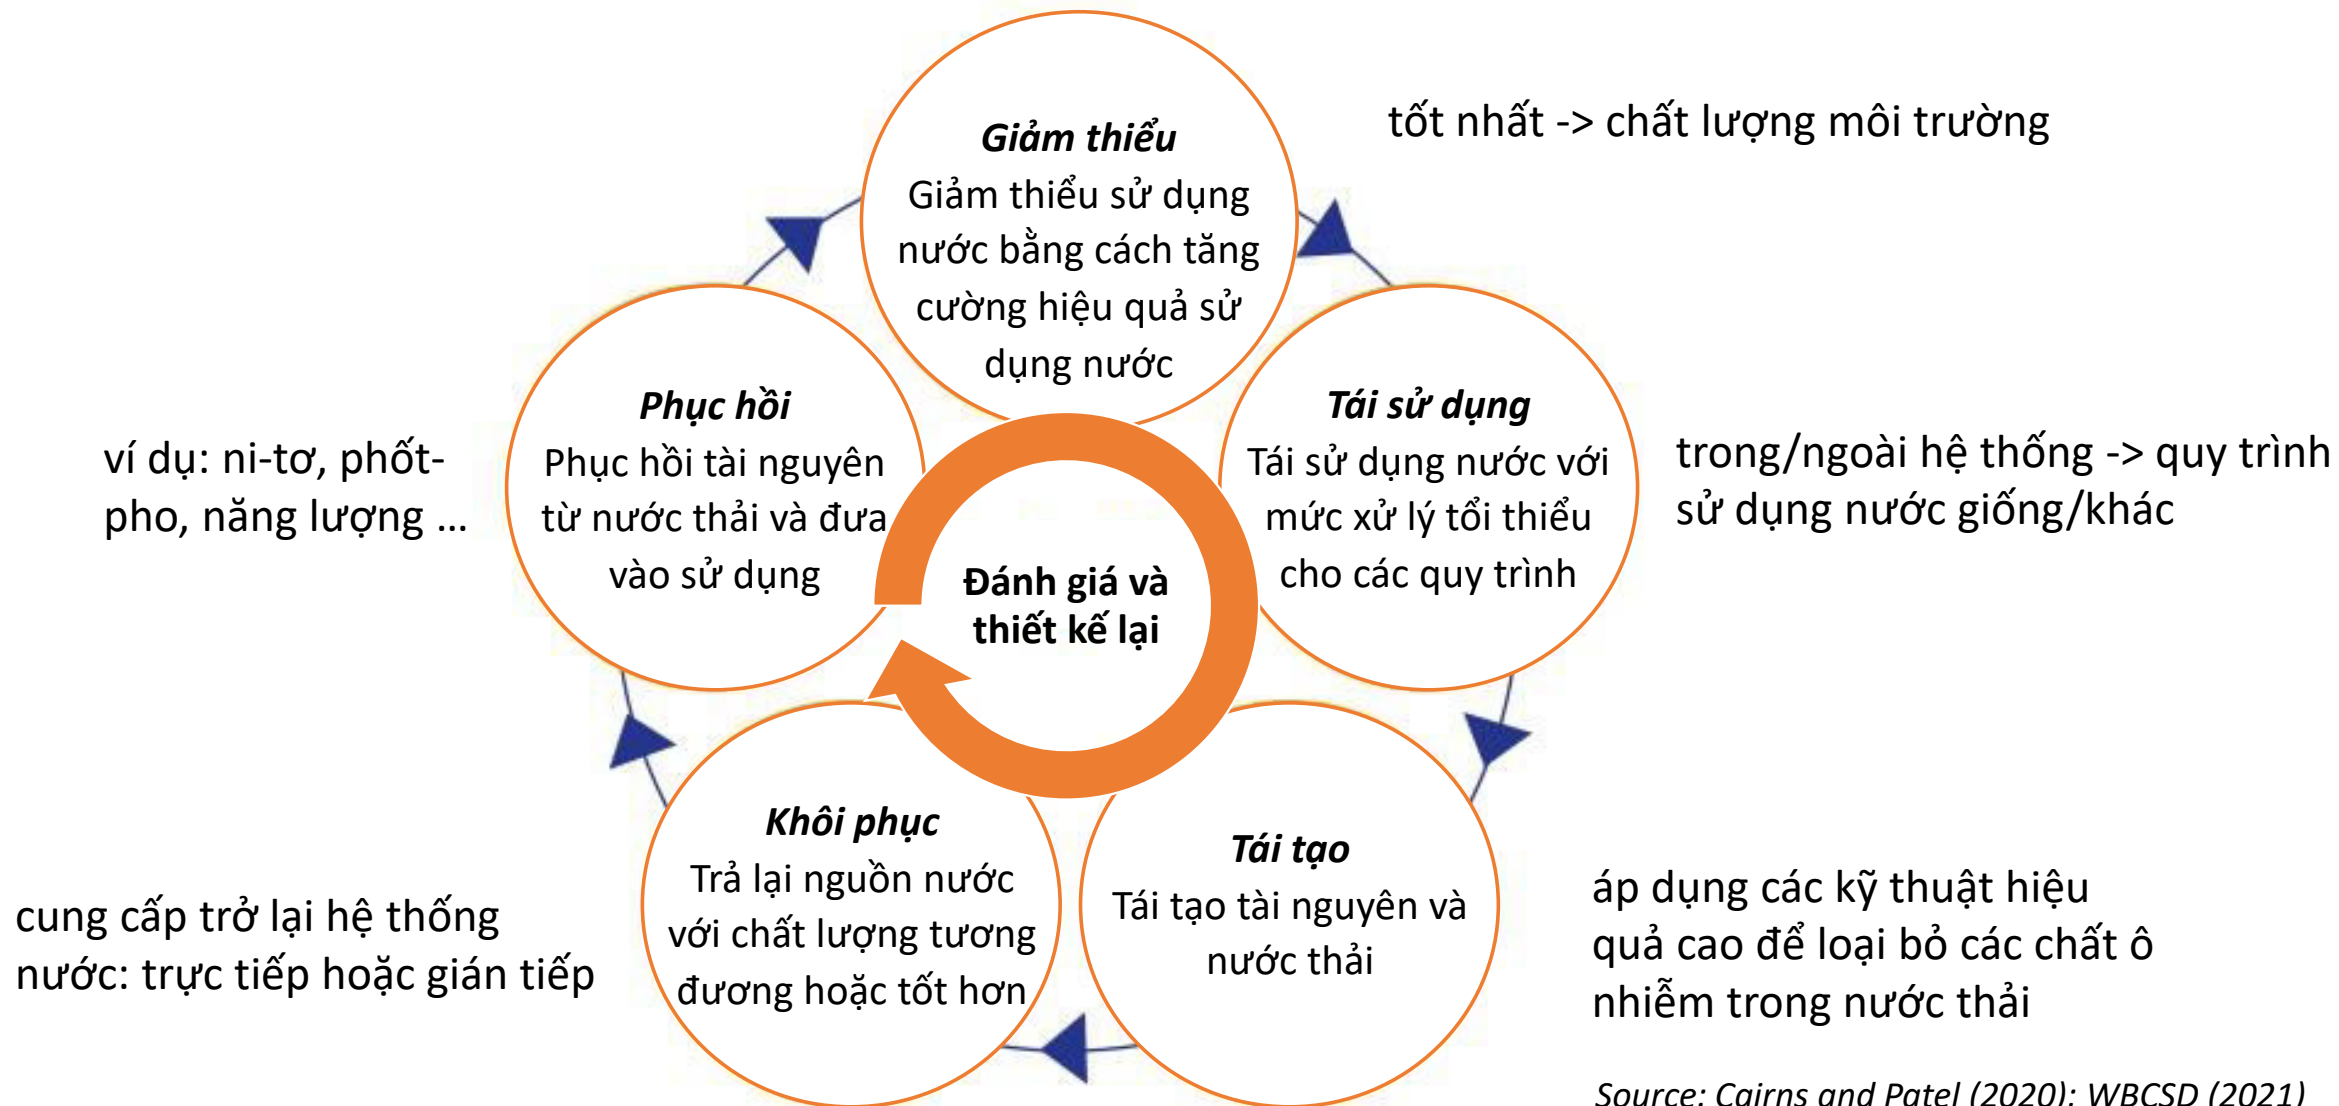 Giảm thiểu
Giảm thiểu sử dụng
nước bằng cách tăng
cường hiệu quả sử
dụng nước
tốt nhất -> chất lượng môi trường
Tái sử dụng
Tái sử dụng nước với
mức xử lý tổi thiểu
cho các quy trình
trong/ngoài hệ thống -> quy trình
sử dụng nước giống/khác
Tái tạo
Tái tạo tài nguyên và
nước thải
áp dụng các kỹ thuật hiệu
quả cao để loại bỏ các chất ô
nhiễm trong nước thải
Khôi phục
Trả lại nguồn nước
với chất lượng tương
đương hoặc tốt hơn
cung cấp trở lại hệ thống
nước: trực tiếp hoặc gián tiếp
Phục hồi
Phục hồi tài nguyên
từ nước thải và đưa
vào sử dụng
ví dụ: ni-tơ, phốt-
pho, năng lượng ...
Đánh giá và
thiết kế lại
Source: Cairns and Patel (2020); WBCSD (2021)